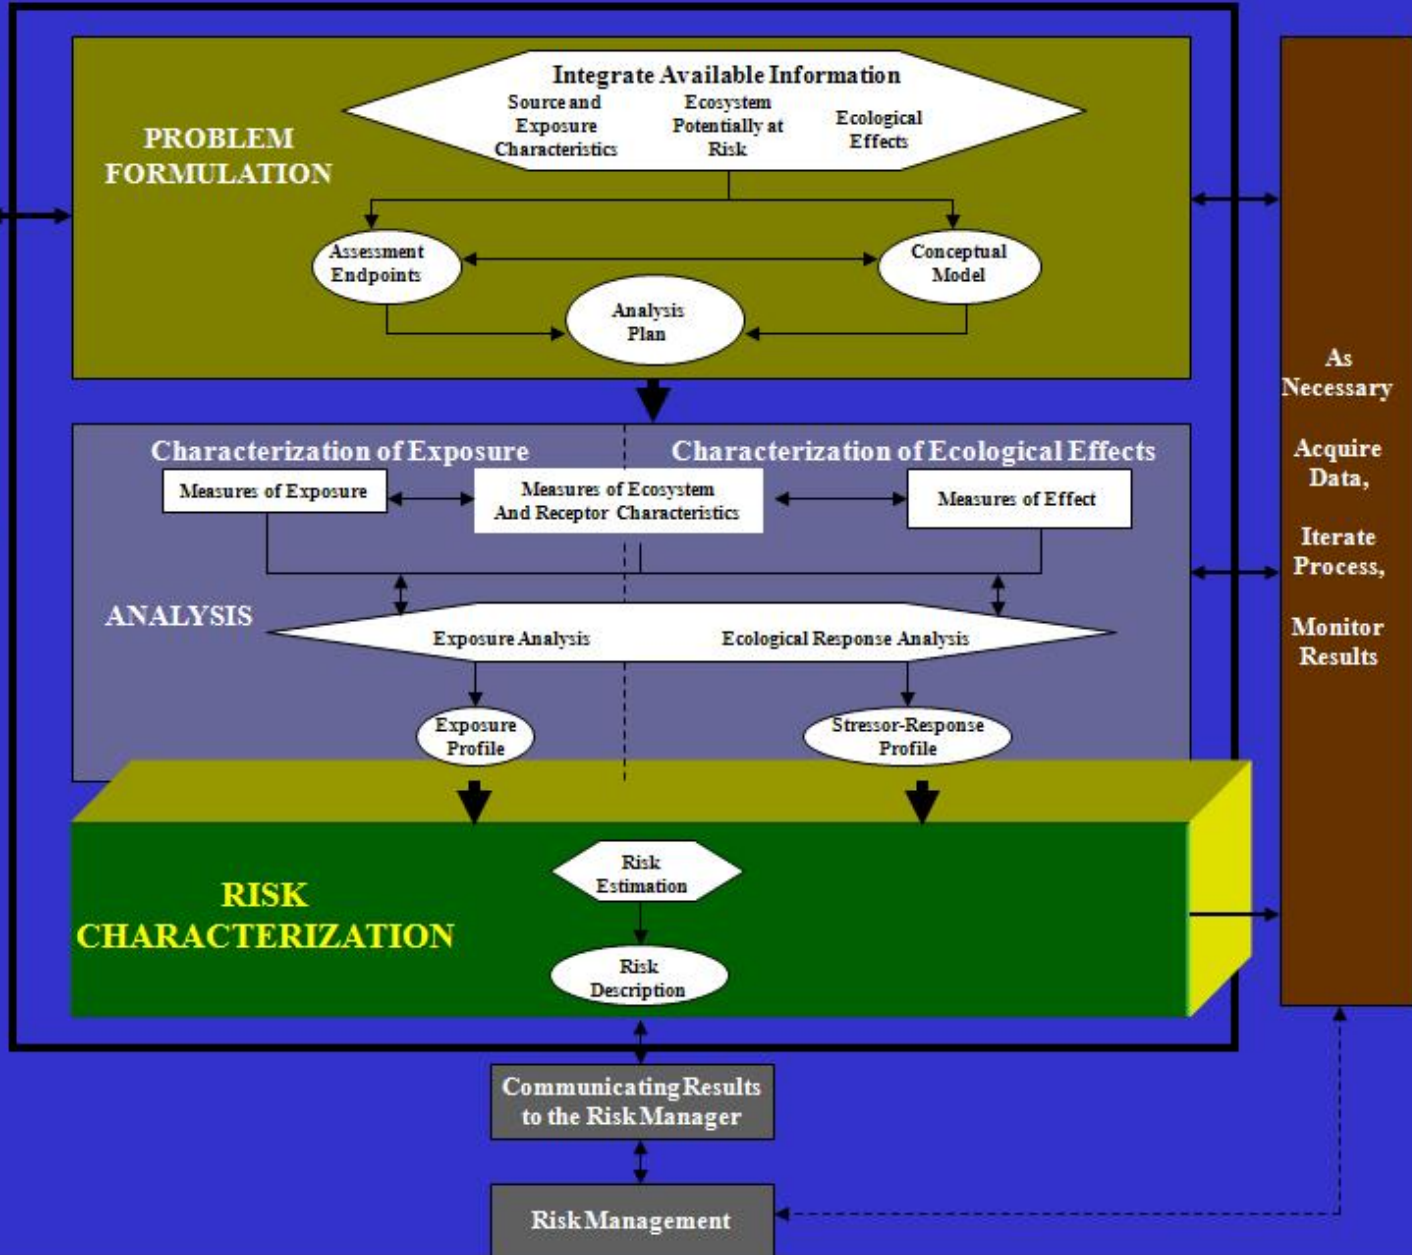 Integrate Available Information
Source and
Exposure
Characteristics
Ecosystem
Potentially at
Risk
Ecological
Effects
PROBLEM
FORMULATION
Assessment
Endpoints
Conceptual
Model
Analysis
Plan
As
Necessary
Acquire
Data,
Iterate
Process,
Monitor
Results
Characterization of Exposure
Characterization of Ecological Effects
Measures of Exposure
Measures of Ecosystem
And Receptor Characteristics
Measures of Effect
ANALYSIS
Exposure Analysis
Ecological Response Analysis
Exposure
Profile
Stressor-Response
Profile
RISK
CHARACTERIZATION
Risk
Estimation
Risk
Description
Communicating Results
to the Risk Manager
Risk Management